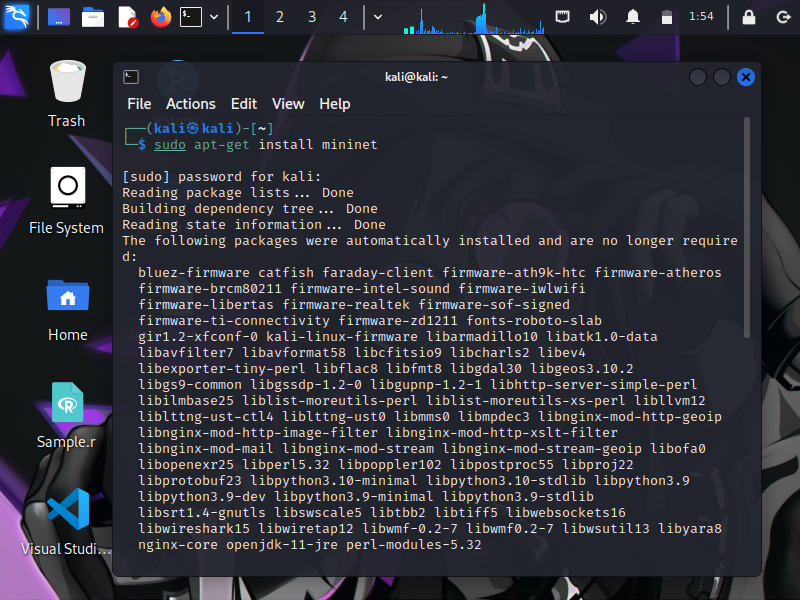 1 2 3 4
1:54
kali@kali: ~
File Actions Edit View Help
┌──(kali㉿kali)-[~]
└─$ sudo apt-get install mininet
[sudo] password for kali:
Reading package lists... Done
Building dependency tree... Done
Reading state information... Done
The following packages were automatically installed and are no longer require
d:
bluez-firmware catfish faraday-client firmware-ath9k-htc firmware-atheros
firmware-brcm80211 firmware-intel-sound firmware-iwlwifi
firmware-libertas firmware-realtek firmware-sof-signed
firmware-ti-connectivity firmware-zd1211 fonts-roboto-slab
gir1.2-xfconf-0 kali-linux-firmware libarmadillo10 libatk1.0-data
libavfilter7 libavformat58 libcfitsio9 libcharls2 libev4
libexporter-tiny-perl libflac8 libfmt8 libgdal30 libgeos3.10.2
libgs9-common libgssdp-1.2-0 libgupnp-1.2-1 libhttp-server-simple-perl
libilmbase25 liblist-moreutils-perl liblist-moreutils-xs-perl libllvm12
liblttng-ust-ctl4 liblttng-ust0 libmms0 libmpdec3 libnginx-mod-http-geoip
libnginx-mod-http-image-filter libnginx-mod-http-xslt-filter
libnginx-mod-mail libnginx-mod-stream libnginx-mod-stream-geoip libofa0
libopenexr25 libperl5.32 libpoppler102 libpostproc55 libproj22
libprotobuf23 libpython3.10-minimal libpython3.10-stdlib libpython3.9
libpython3.9-dev libpython3.9-minimal libpython3.9-stdlib
libsrt1.4-gnutls libswscale5 libtbb2 libtiff5 libwebsockets16
libwireshark15 libwiretap12 libwmf-0.2-7 libwmf0.2-7 libwsutil13 libyara8
nginx-core openjdk-11-jre perl-modules-5.32
Trash
File System
Home
Sample.r
Visual Studi...